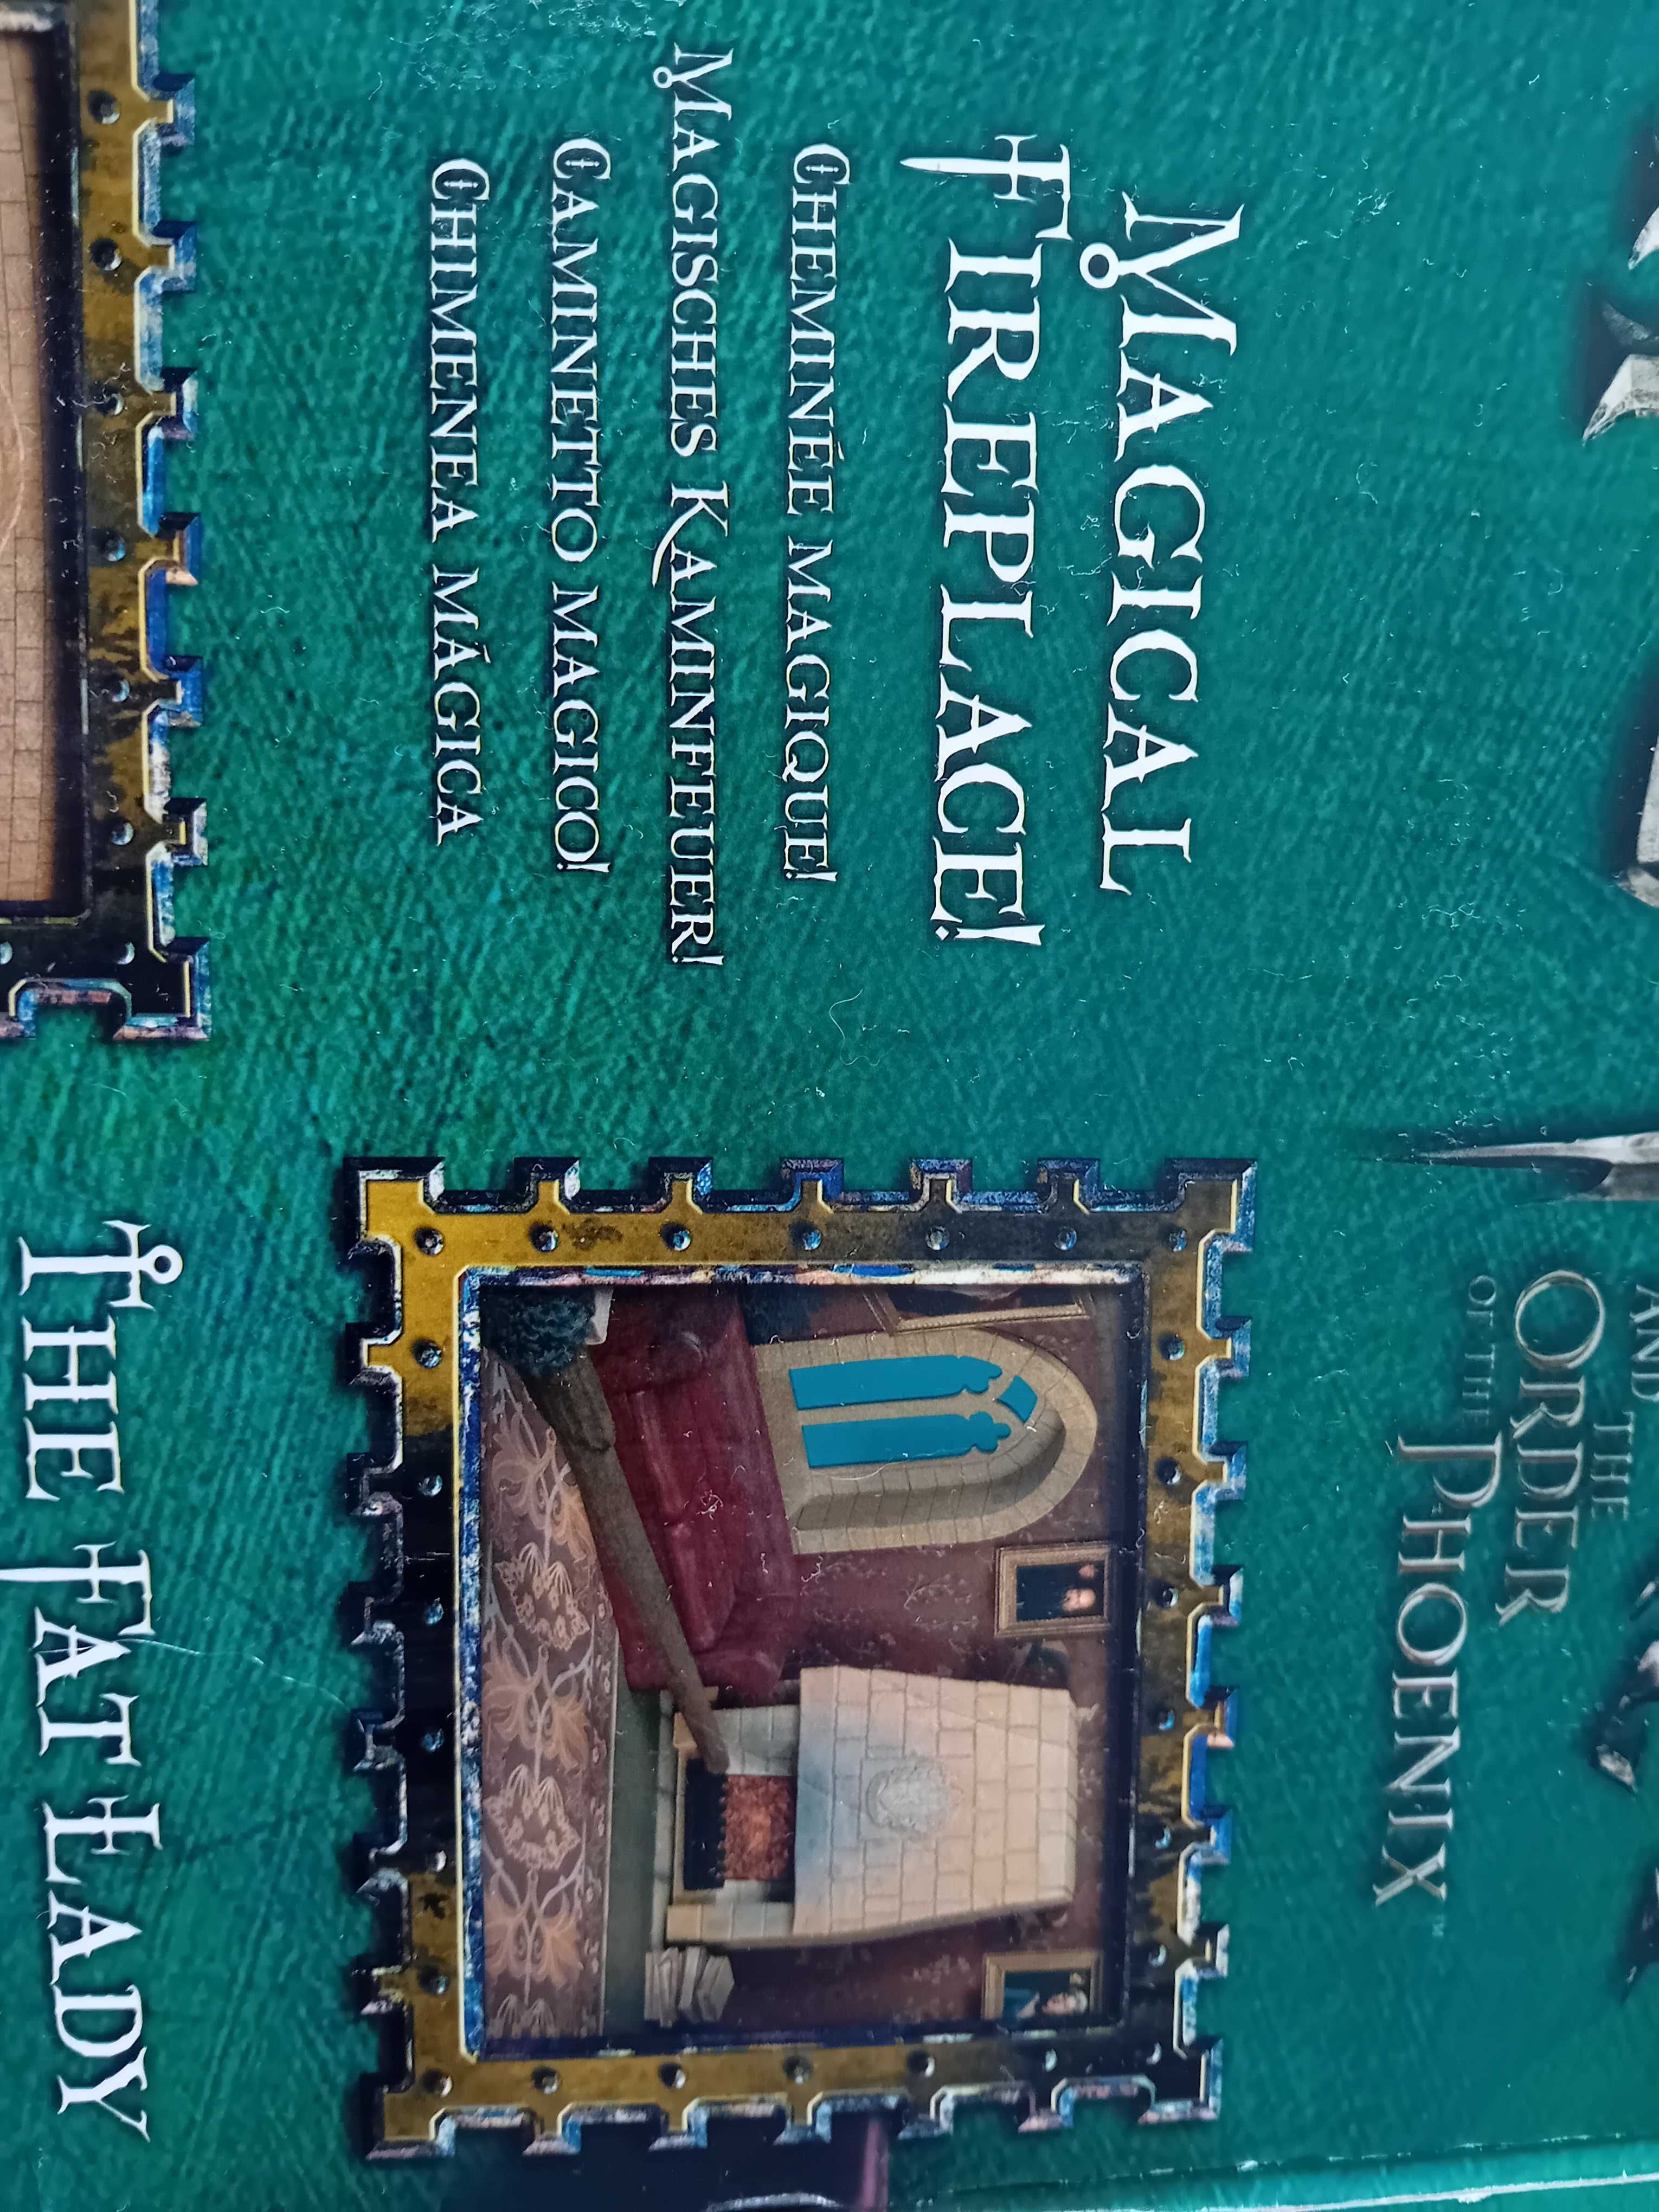 AND THE
ORDER
OF THE
PHOENIX
MAGICAL
FIREPLACE!
CHEMINÉE MAGIQUE!
MAGISCHES KAMINFEUER!
CAMINETTO MAGICO!
CHIMENEA MÁGICA
THE FAT LADY